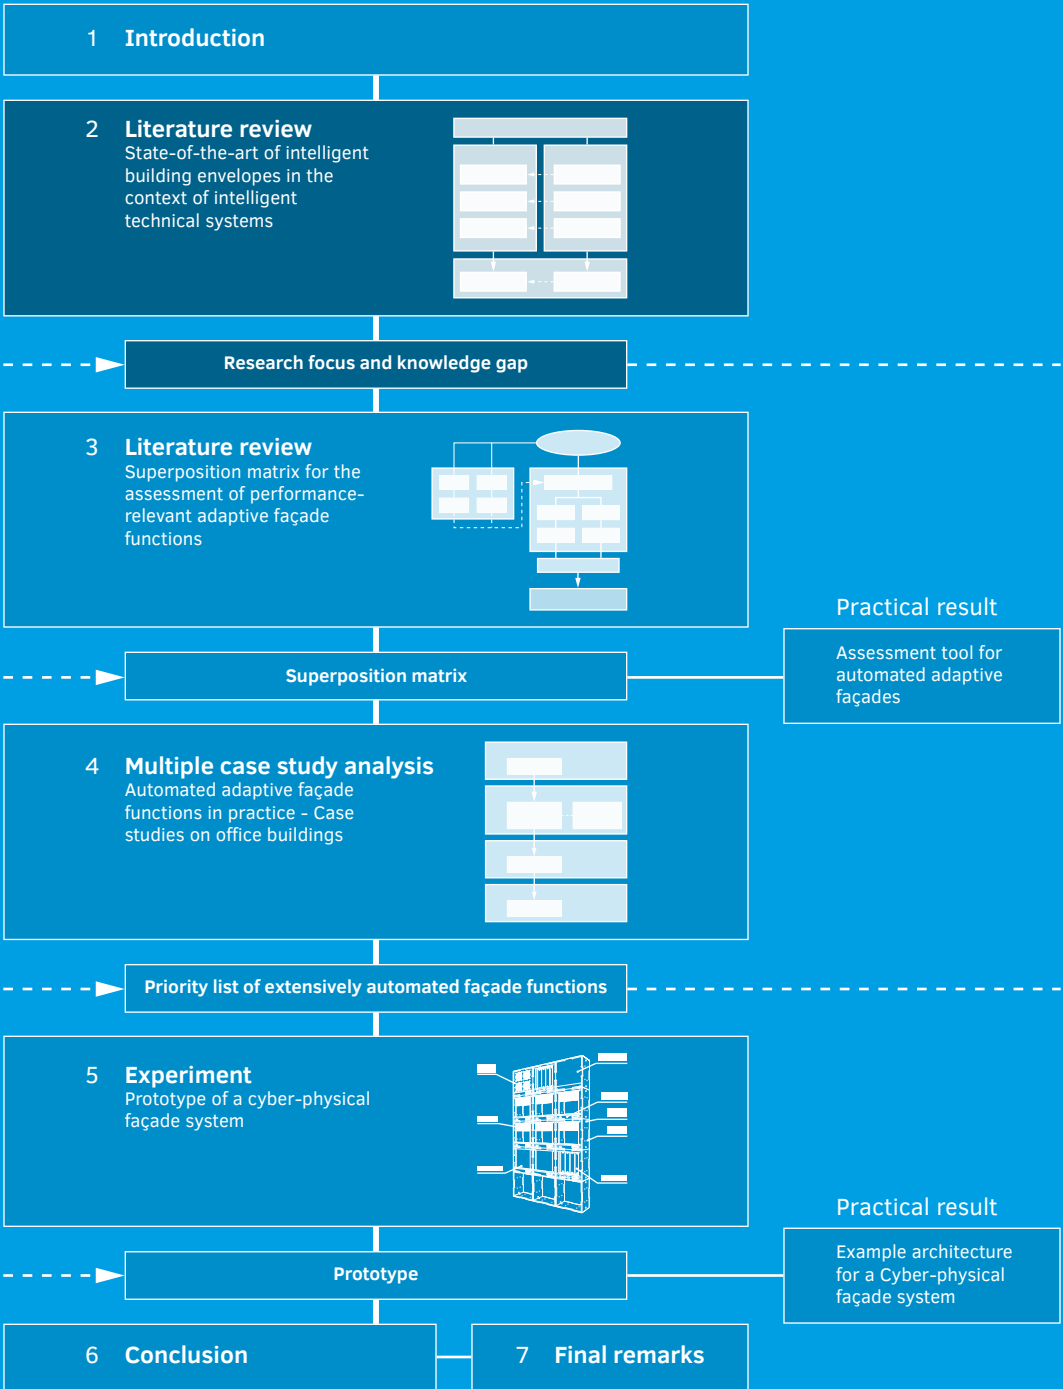 1 Introduction
2 Literature review
State-of-the-art of intelligent
building envelopes in the
context of intelligent
technical systems
Research focus and knowledge gap
3 Literature review
Superposition matrix for the
assessment of performance-
relevant adaptive façade
functions
Practical result
Assessment tool for
automated adaptive
façades
Superposition matrix
4 Multiple case study analysis
Automated adaptive façade
functions in practice - Case
studies on office buildings
Priority list of extensively automated façade functions
5 Experiment
Prototype of a cyber-physical
façade system
Practical result
Example architecture
for a Cyber-physical
façade system
Prototype
6 Conclusion
7 Final remarks